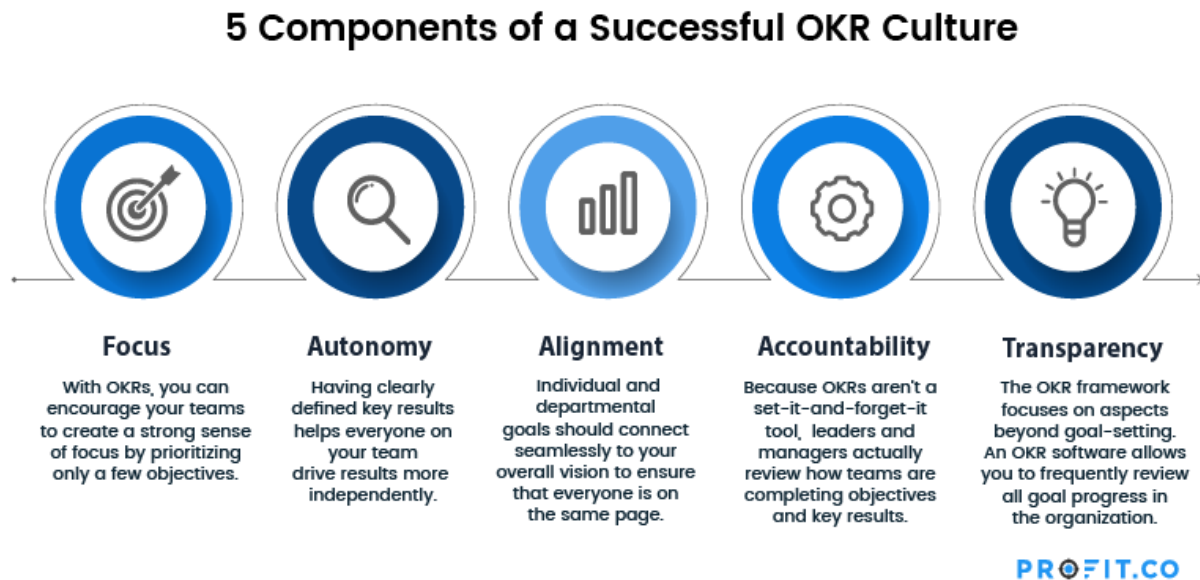 5 Components of a Successful OKR Culture
Focus
With OKRs, you can
encourage your teams
to create a strong sense
of focus by prioritizing
only a few objectives.
Autonomy
Having clearly
defined key results
helps everyone on
your team
drive results more
independently.
Alignment
Individual and
departmental
goals should connect
seamlessly to your
overall vision to ensure
that everyone is on
the same page.
Accountability
Because OKRs aren't a
set-it-and-forget-it
tool, leaders and
managers actually
review how teams are
completing objectives
and key results.
Transparency
The OKR framework
focuses on aspects
beyond goal-setting.
An OKR software allows
you to frequently review
all goal progress in
the organization.
PROFIT.CO